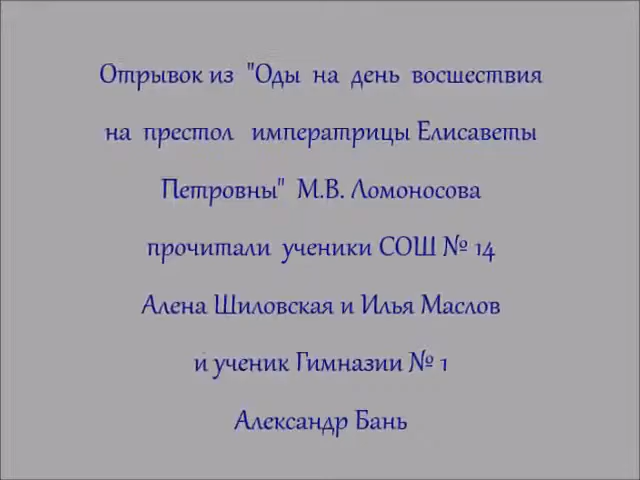 Отрывок из "Оды на день восшествия
на престол императрицы Елисаветы
Петровны" М.В. Ломоносова
прочитали ученики СОШ № 14
Алена Шиловская и Илья Маслов
и ученик Гимназии № 1
Александр Бань